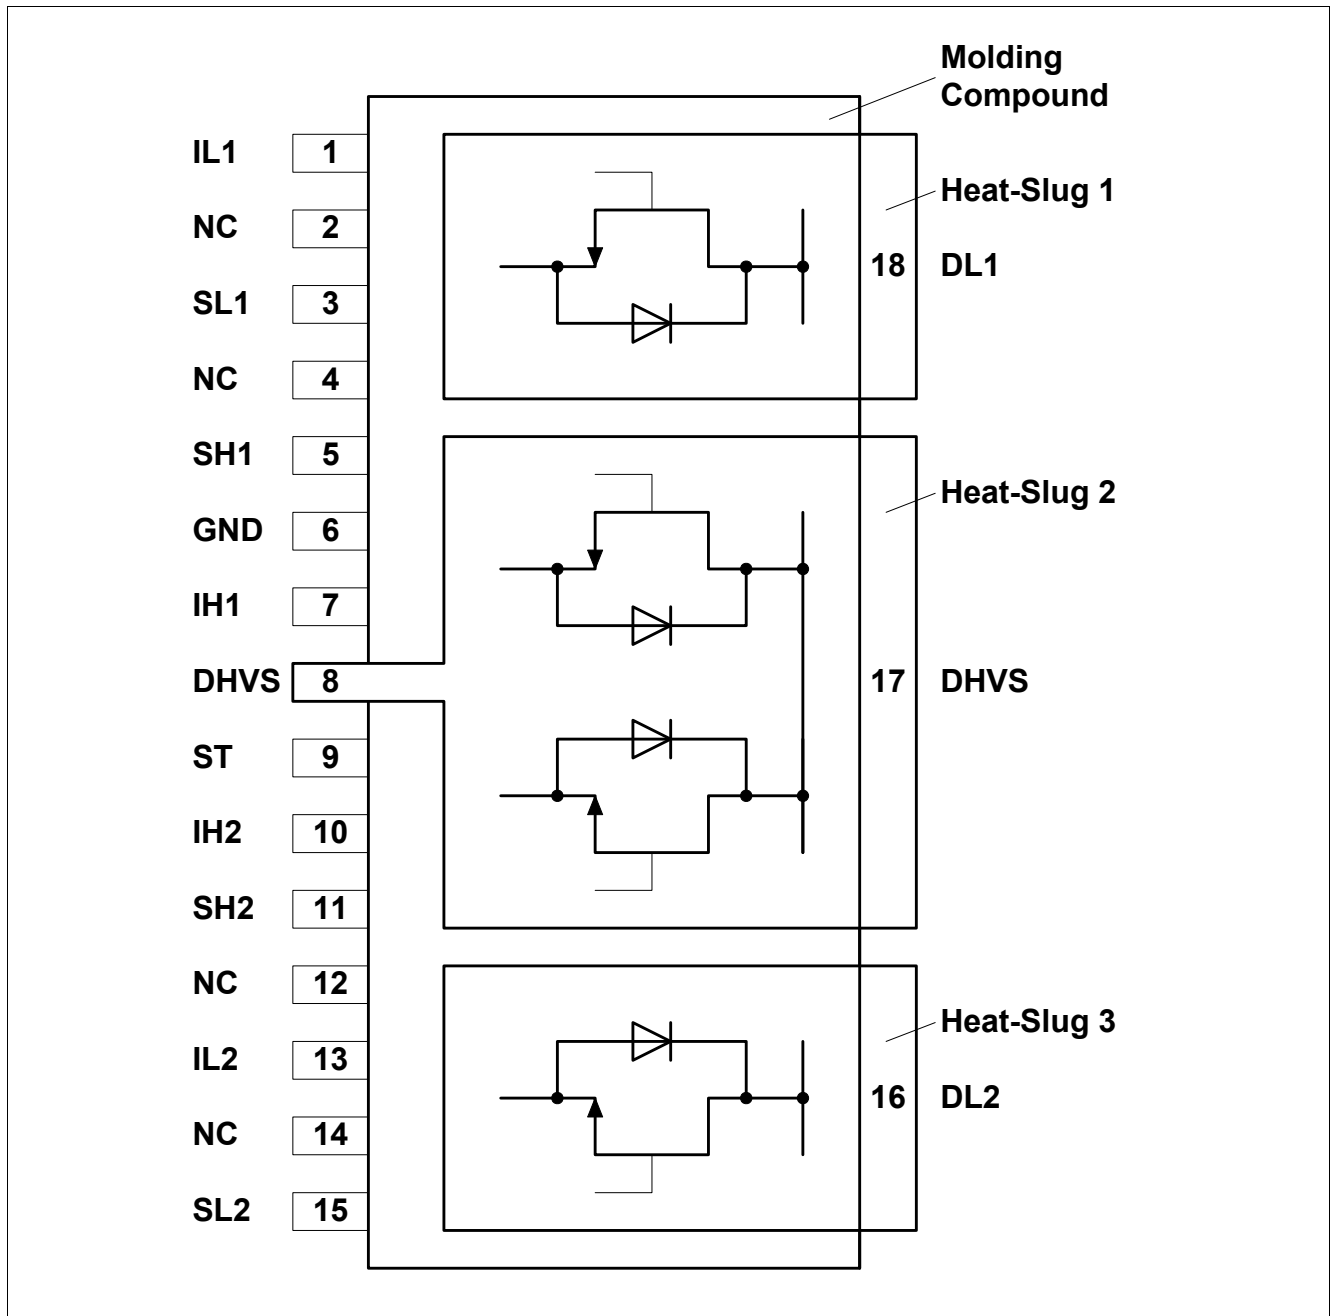 Molding
Compound
IL1 1
Heat-Slug 1
NC 2
18 DL1
SL1 3
NC 4
SH1 5
Heat-Slug 2
GND 6
IH1 7
DHVS 8
17 DHVS
ST 9
IH2 10
SH2 11
NC 12
Heat-Slug 3
IL2 13
16 DL2
NC 14
SL2 15